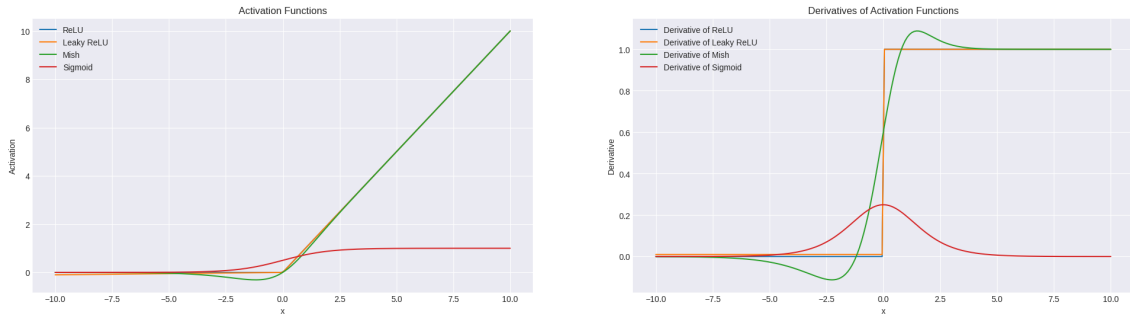 Activation Functions
ReLU
Leaky ReLU
Mish
Sigmoid
10
8
6
4
2
0
Activation
−10.0 −7.5 −5.0 −2.5 0.0 2.5 5.0 7.5 10.0
x
Derivatives of Activation Functions
Derivative of ReLU
Derivative of Leaky ReLU
Derivative of Mish
Derivative of Sigmoid
1.0
0.8
0.6
0.4
0.2
0.0
Derivative
−10.0 −7.5 −5.0 −2.5 0.0 2.5 5.0 7.5 10.0
x